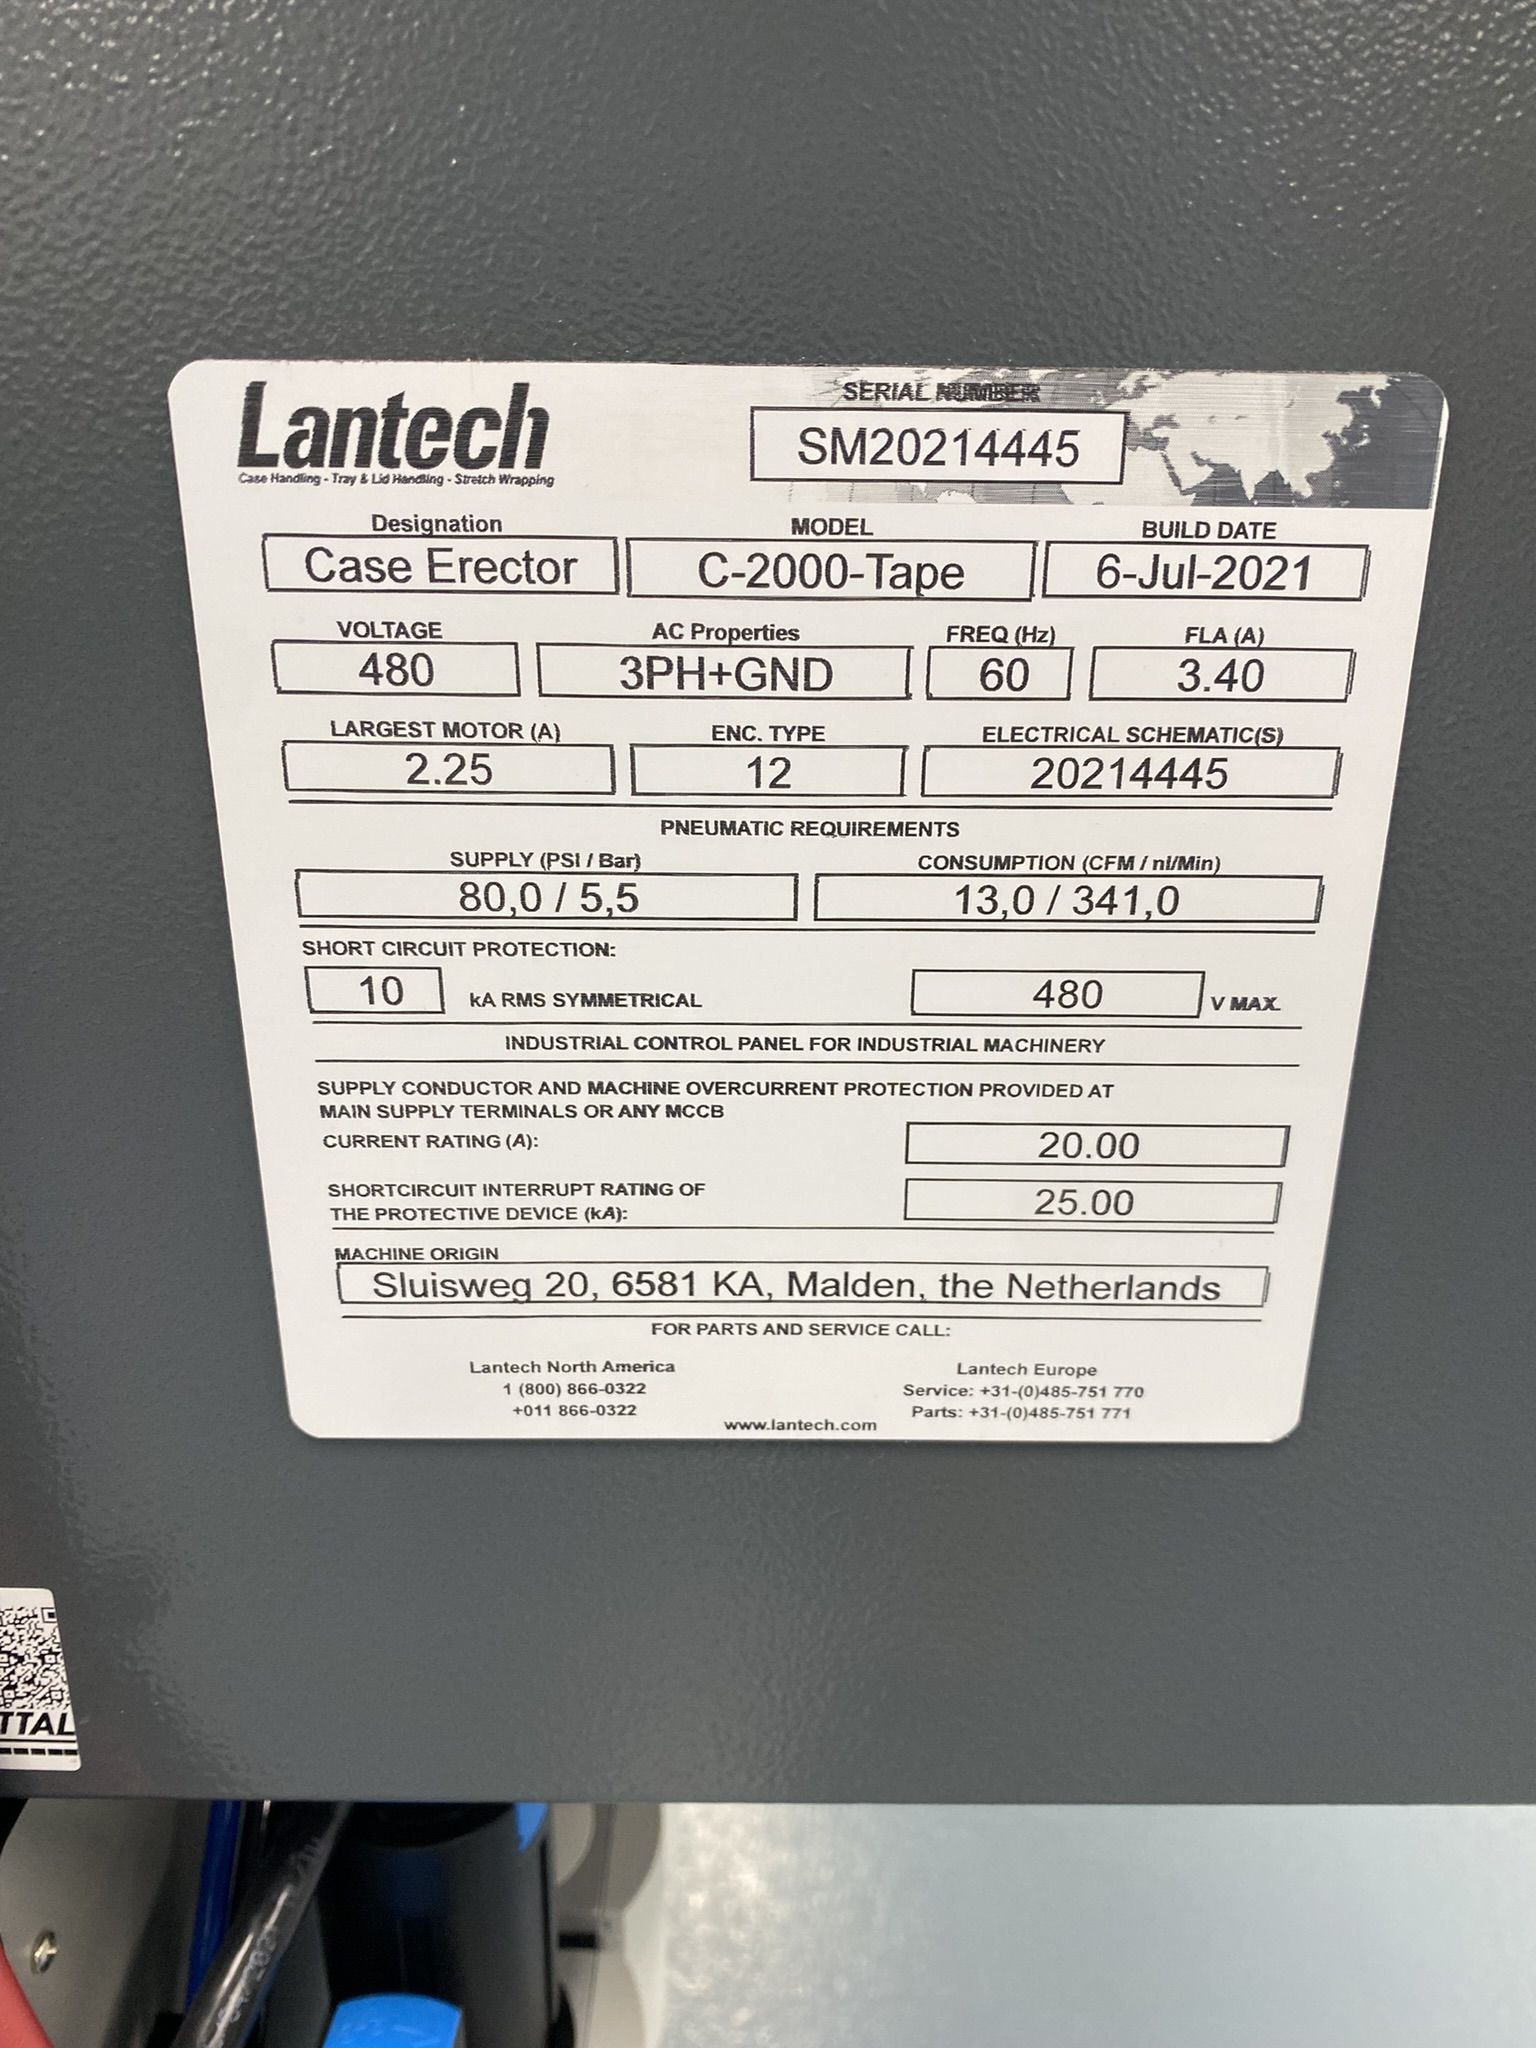 Lantech
Case Handling - Tray & Lid Handling - Stretch Wrapping
SERIAL NUMBER
SM20214445
Designation MODEL BUILD DATE
Case Erector C-2000-Tape 6-Jul-2021
VOLTAGE AC Properties FREQ (Hz) FLA (A)
480 3PH+GND 60 3.40
LARGEST MOTOR (A) ENC. TYPE ELECTRICAL SCHEMATIC(S)
2.25 12 20214445
PNEUMATIC REQUIREMENTS
SUPPLY (PSI / Bar) CONSUMPTION (CFM / nl/Min)
80,0 / 5,5 13,0 / 341,0
SHORT CIRCUIT PROTECTION:
10 kA RMS SYMMETRICAL 480 V MAX.
INDUSTRIAL CONTROL PANEL FOR INDUSTRIAL MACHINERY
SUPPLY CONDUCTOR AND MACHINE OVERCURRENT PROTECTION PROVIDED AT
MAIN SUPPLY TERMINALS OR ANY MCCB
CURRENT RATING (A): 20.00
SHORTCIRCUIT INTERRUPT RATING OF
THE PROTECTIVE DEVICE (kA): 25.00
MACHINE ORIGIN
Sluisweg 20, 6581 KA, Malden, the Netherlands
FOR PARTS AND SERVICE CALL:
Lantech North America Lantech Europe
1 (800) 866-0322 Service: +31-(0)485-751 770
+011 866-0322 Parts: +31-(0)485-751 771
www.lantech.com
TTAL